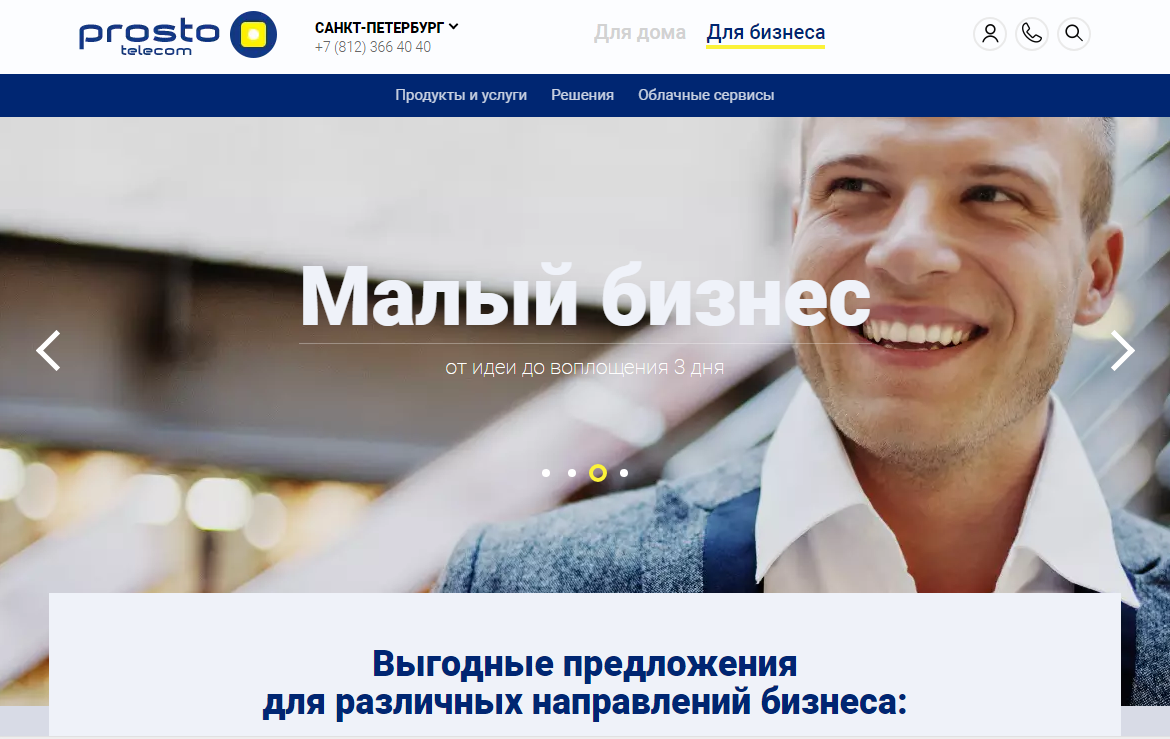 prosto
telecom
САНКТ-ПЕТЕРБУРГ
+7 (812) 366 40 40
Для дома
Для бизнеса
Продукты и услуги
Решения
Облачные сервисы
Малый бизнес
от идеи до воплощения 3 дня
Выгодные предложения
для различных направлений бизнеса: